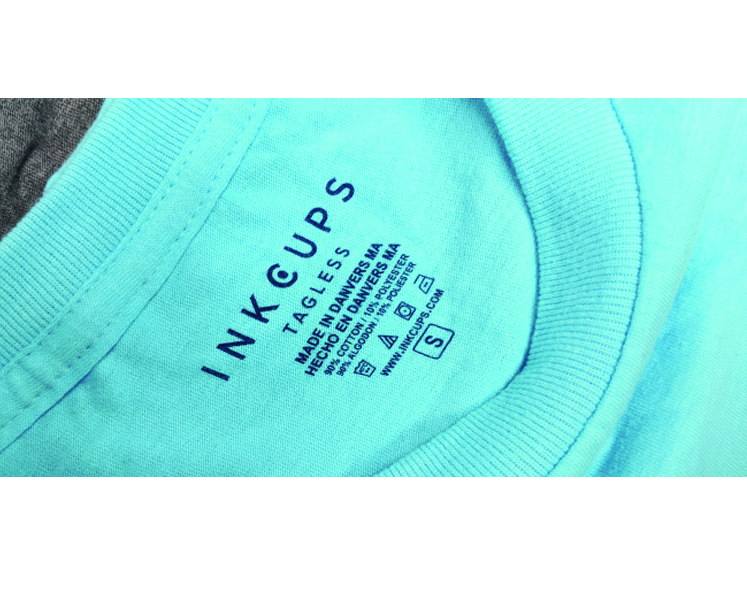 INKCUPS
TAGLESS
MADE IN DANVERS MA
HECHO EN DANVERS MA
90% COTTON / 10% POLYESTER
90% ALGODON / 10% POLIESTER
WWW.INKCUPS.COM
S